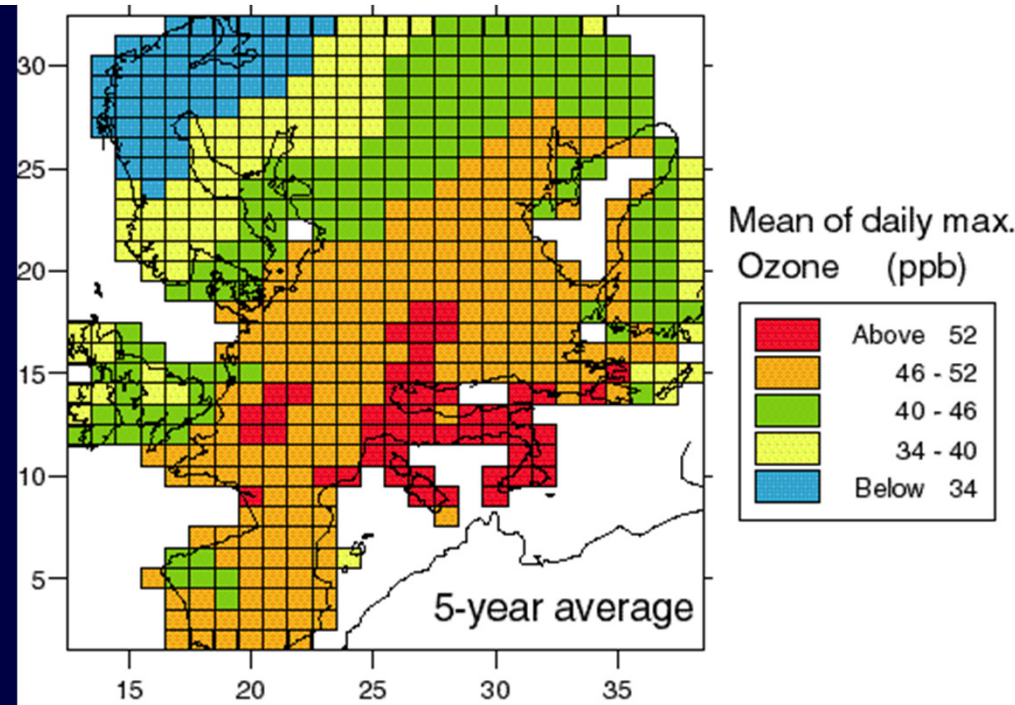 30
25
20
15
10
5
15 20 25 30 35
5-year average
Mean of daily max.
Ozone (ppb)
Above 52
46 - 52
40 - 46
34 - 40
Below 34